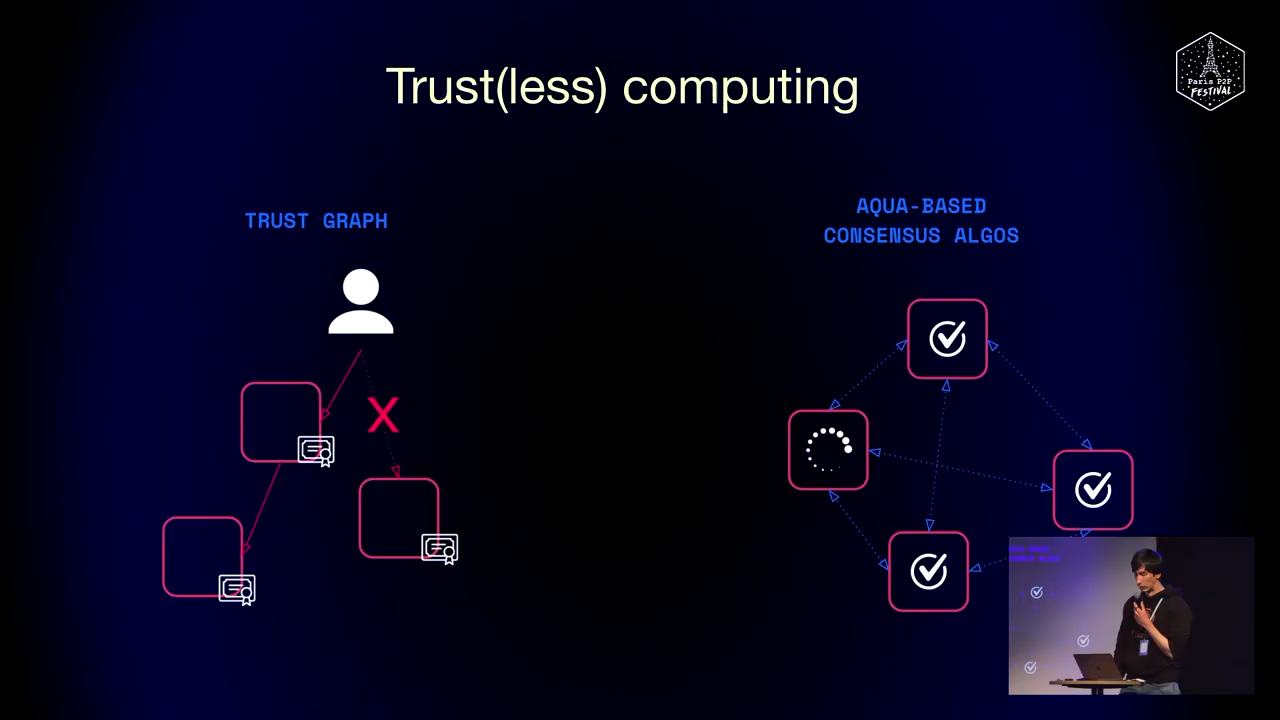 Trust(less) computing
Paris P2P
FESTIVAL
TRUST GRAPH
AQUA-BASED
CONSENSUS ALGOS
X